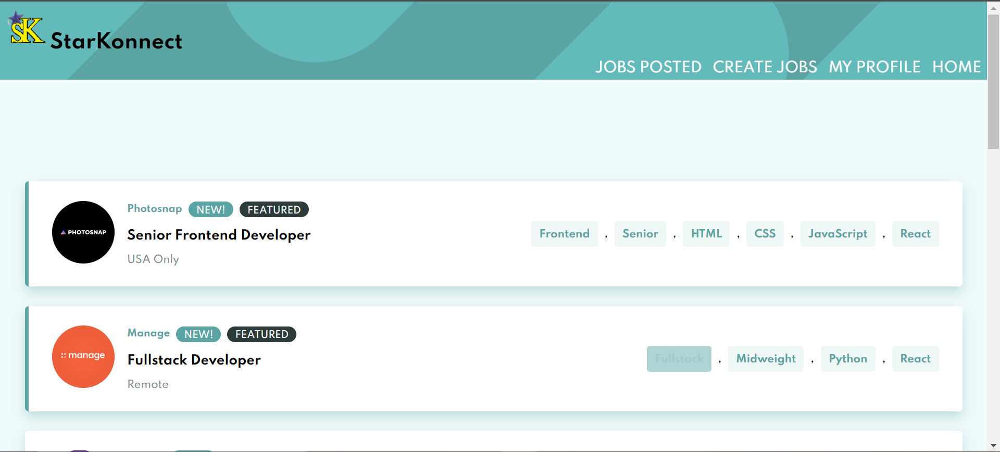 SK
StarKonnect
JOBS POSTED CREATE JOBS MY PROFILE HOME
PHOTOSNAP
Photosnap NEW! FEATURED
Senior Frontend Developer
USA Only
Frontend , Senior , HTML , CSS , JavaScript , React
manage
Manage NEW! FEATURED
Fullstack Developer
Remote
Fullstack , Midweight , Python , React